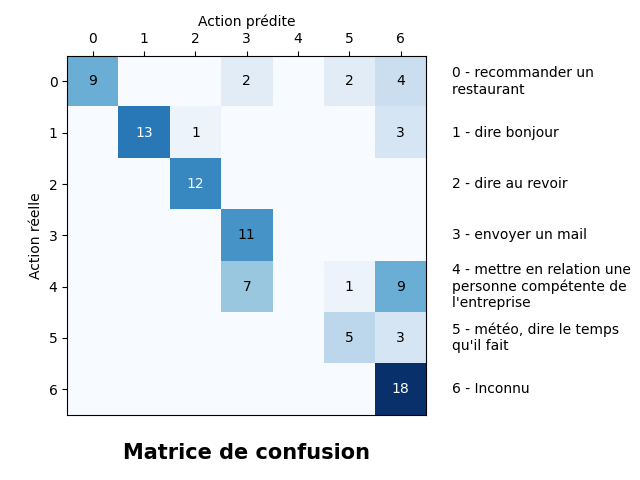 Action prédite
0 1 2 3 4 5 6
Action réelle
0 9 2 2 4
1 13 1 3
2 12
3 11
4 7 1 9
5 5 3
6 18
0 - recommander un
restaurant
1 - dire bonjour
2 - dire au revoir
3 - envoyer un mail
4 - mettre en relation une
personne compétente de
l'entreprise
5 - météo, dire le temps
qu'il fait
6 - Inconnu
Matrice de confusion